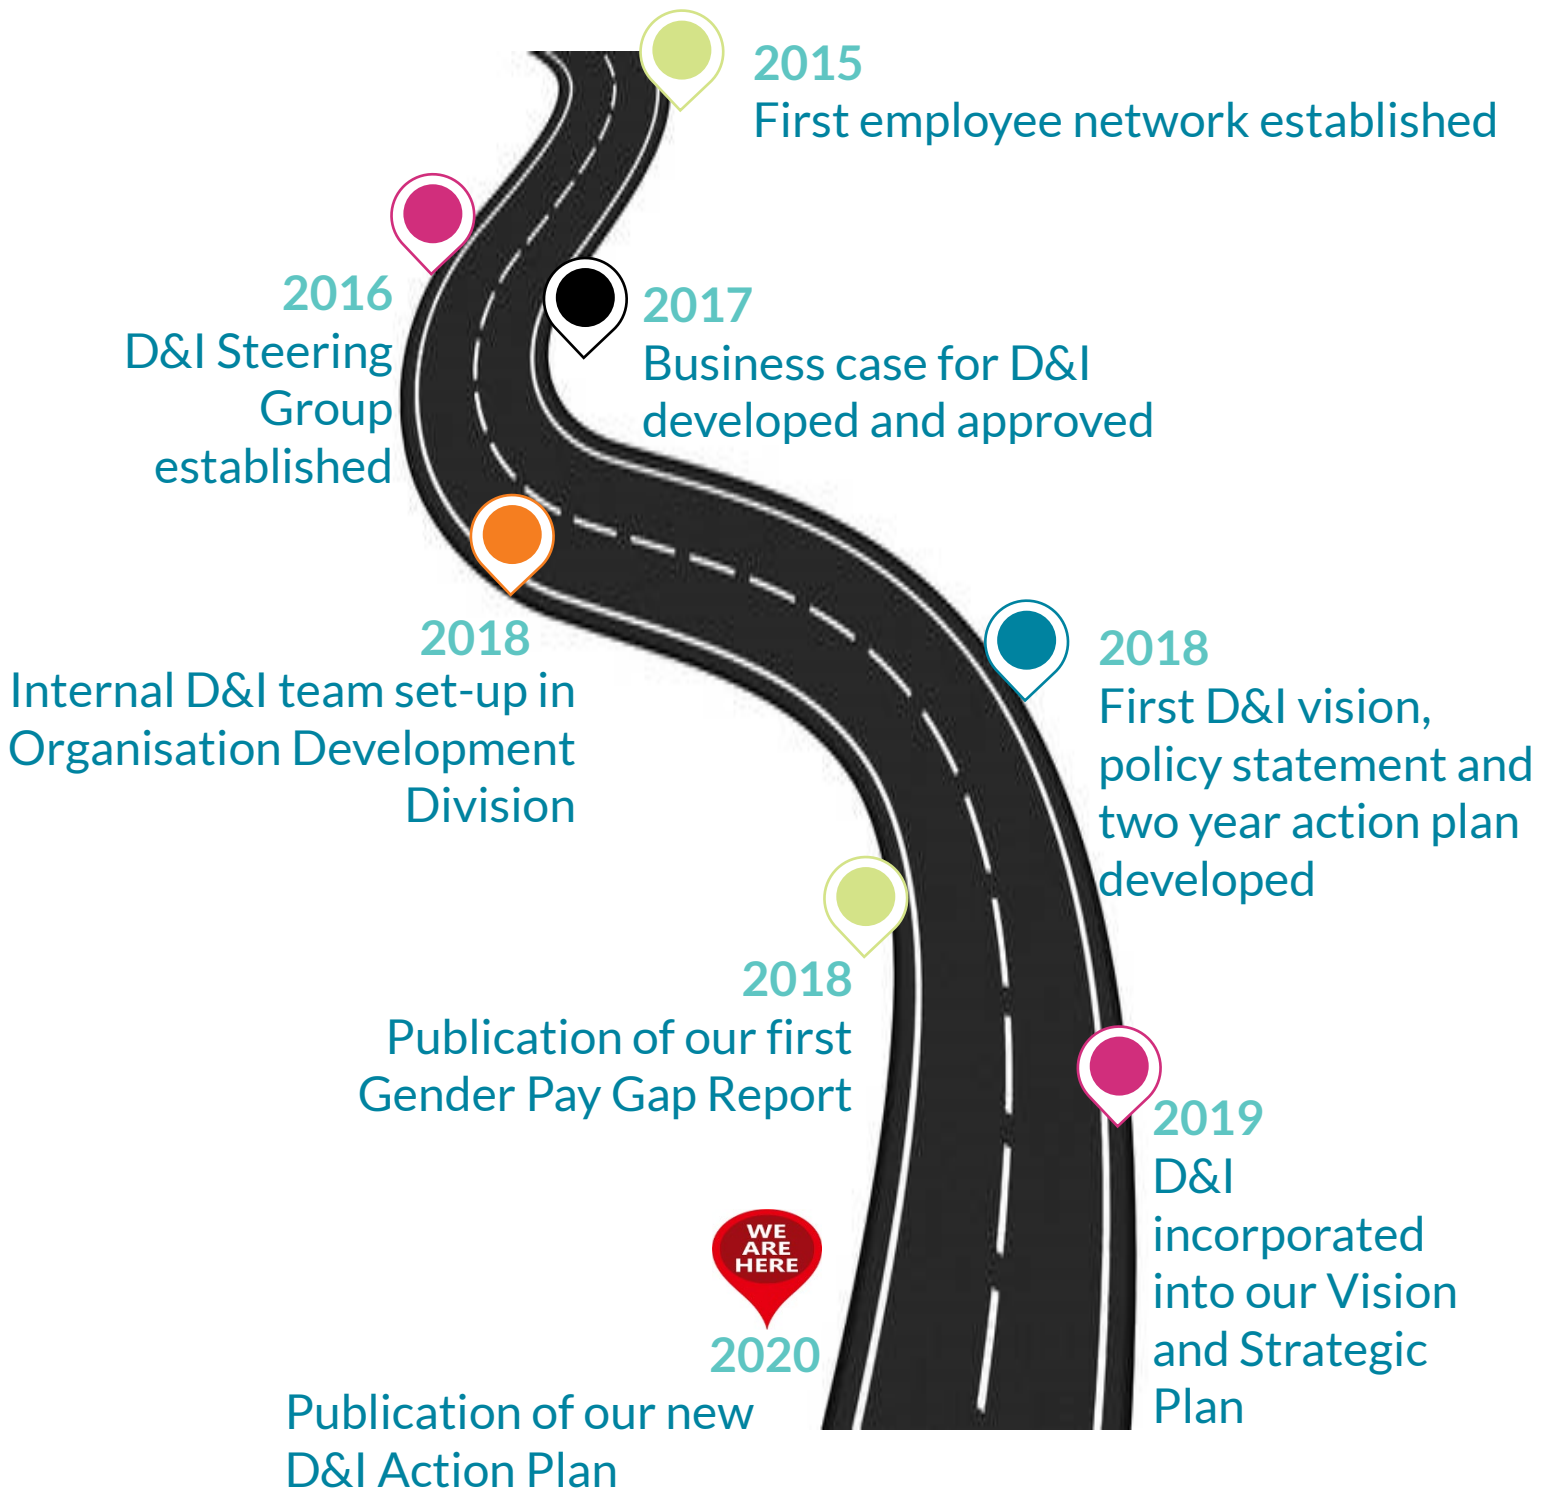 2015
First employee network established
2016
D&I Steering
Group
established
2017
Business case for D&I
developed and approved
2018
Internal D&I team set-up in
Organisation Development
Division
2018
First D&I vision,
policy statement and
two year action plan
developed
2018
Publication of our first
Gender Pay Gap Report
2019
D&I
incorporated
into our Vision
and Strategic
Plan
WE
ARE
HERE
2020
Publication of our new
D&I Action Plan